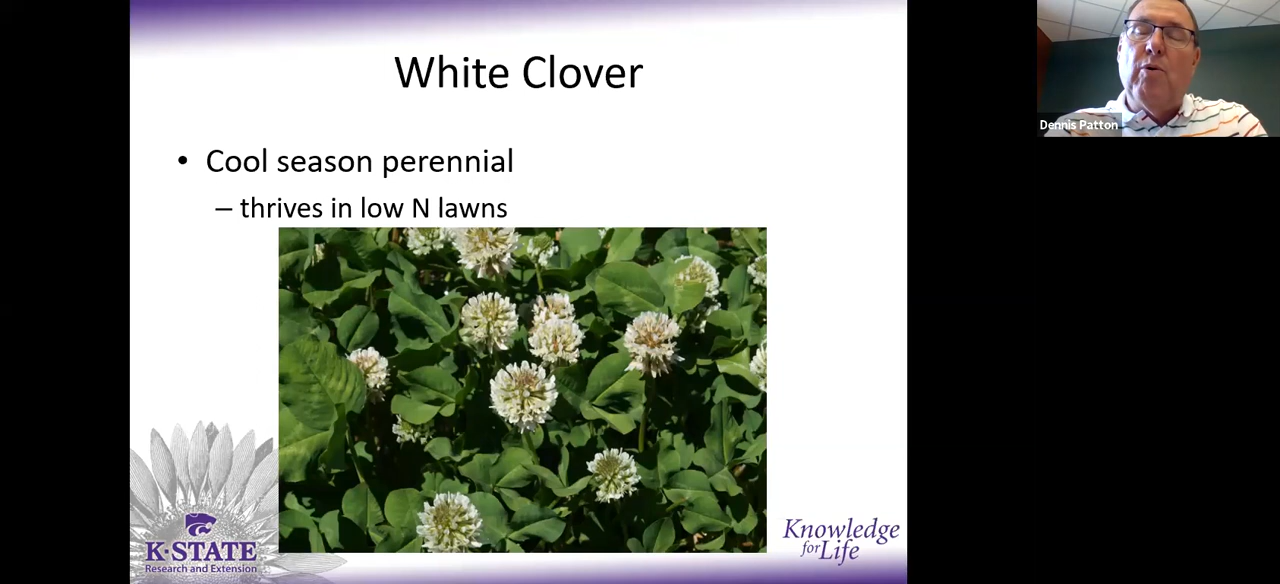 White Clover
• Cool season perennial
– thrives in low N lawns
K-STATE
Research and Extension
Knowledge
for Life
Dennis Patton